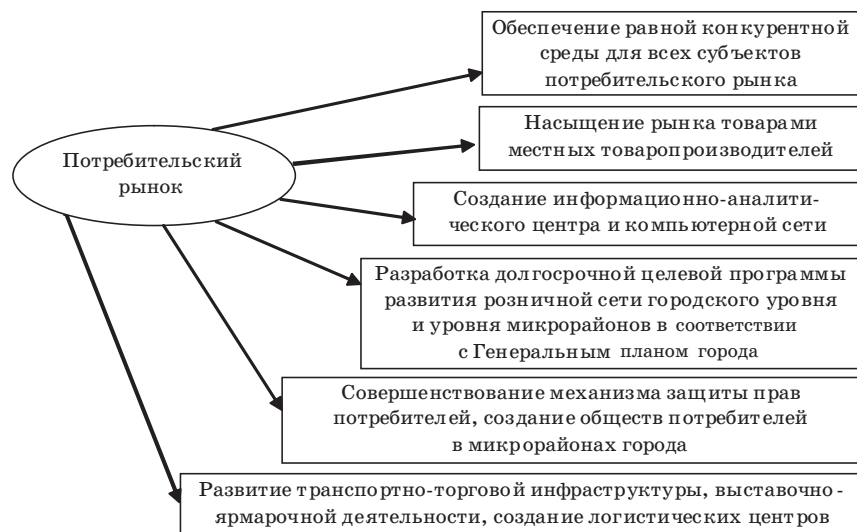 Обеспечение равной конкурентной
среды для всех субъектов
потребительского рынка
Насыщение рынка товарами
местных товаропроизводителей
Потребительский
рынок
Создание информационно-аналити-
ческого центра и компьютерной сети
Разработка долгосрочной целевой программы
развития розничной сети городского уровня
и уровня микрорайонов в соответствии
с Генеральным планом города
Совершенствование механизма защиты прав
потребителей, создание обществ потребителей
в микрорайонах города
Развитие транспортно-торговой инфраструктуры, выставочно-
ярмарочной деятельности, создание логистических центров